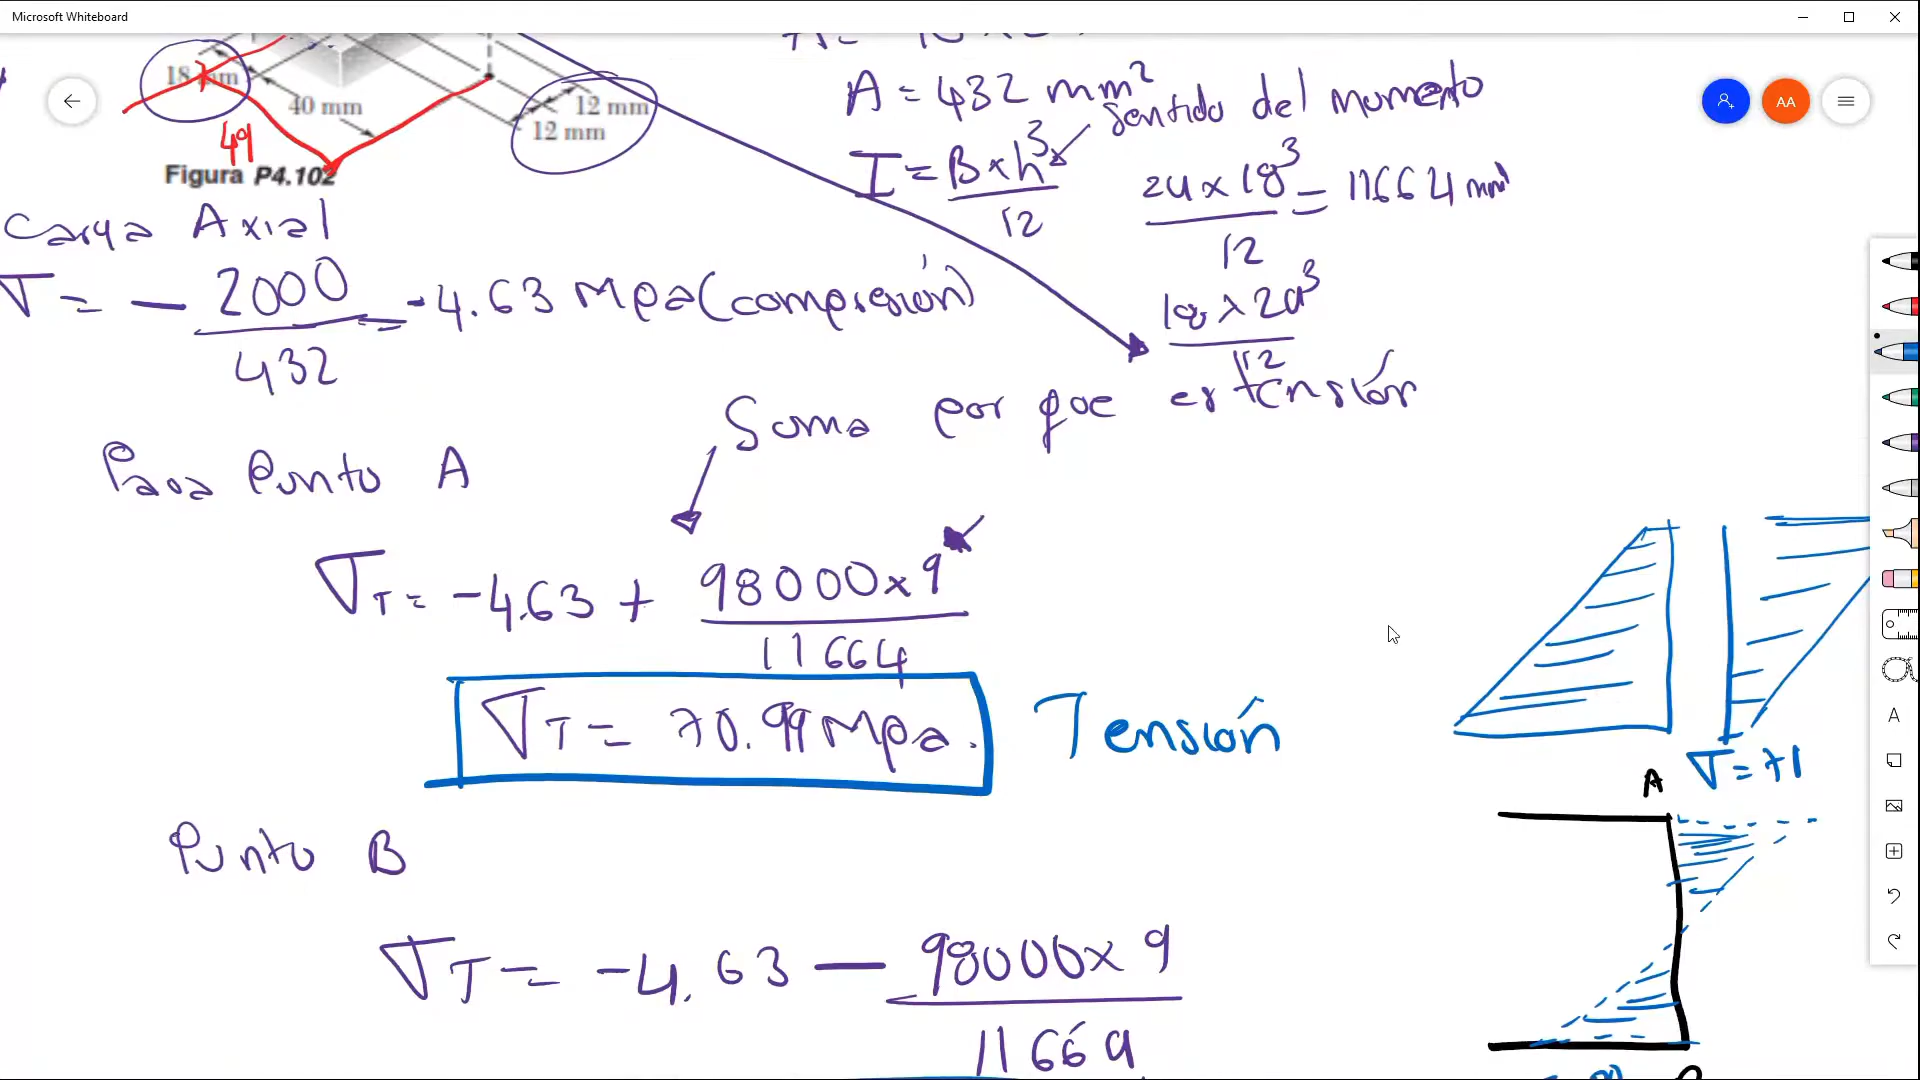 Microsoft Whiteboard
A = 432 mm²
Sentido del momento
18 mm
40 mm
12 mm
12 mm
49
Figura P4.102
I = B x h³ / 12
24 x 18³ / 12 = 11664 mm
18 x 24³ / 12
Carga Axial
σ = - 2000 / 432 = -4.63 Mpa (compresión)
Suma por que es tensión
Para Punto A
σT = -4.63 + 98000 x 9 / 11664
σT = 70.99 Mpa.
Tensión
σ = 71
A
Punto B
σT = -4.63 - 98000 x 9 / 11664
AA
A